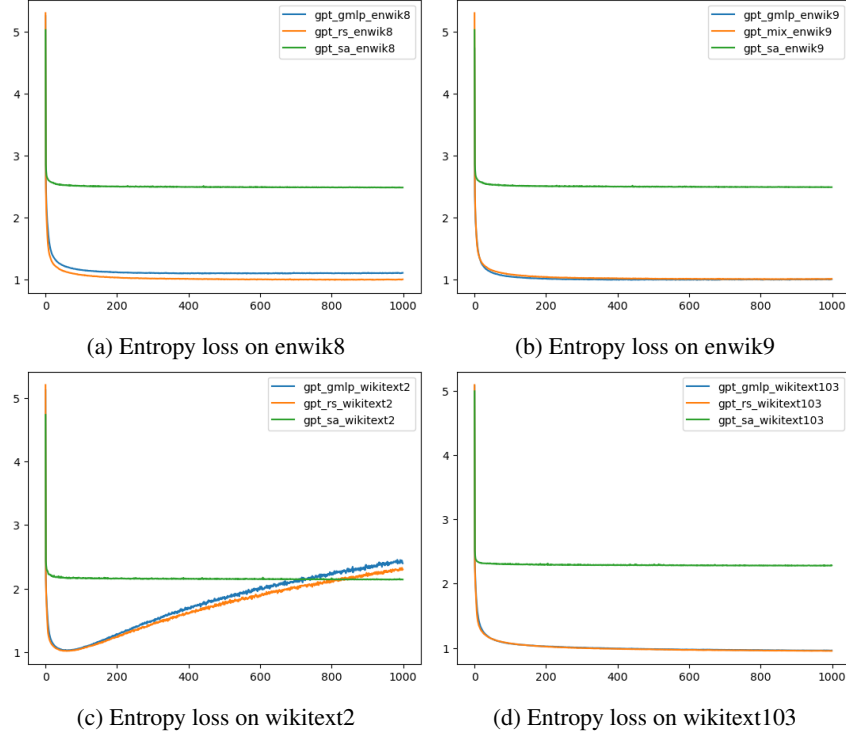 gpt_gmlp_enwik8
gpt_rs_enwik8
gpt_sa_enwik8
5
4
3
2
1
0 200 400 600 800 1000
(a) Entropy loss on enwik8
gpt_gmlp_enwik9
gpt_mix_enwik9
gpt_sa_enwik9
5
4
3
2
1
0 200 400 600 800 1000
(b) Entropy loss on enwik9
gpt_gmlp_wikitext2
gpt_rs_wikitext2
gpt_sa_wikitext2
5
4
3
2
1
0 200 400 600 800 1000
(c) Entropy loss on wikitext2
gpt_gmlp_wikitext103
gpt_rs_wikitext103
gpt_sa_wikitext103
5
4
3
2
1
0 200 400 600 800 1000
(d) Entropy loss on wikitext103